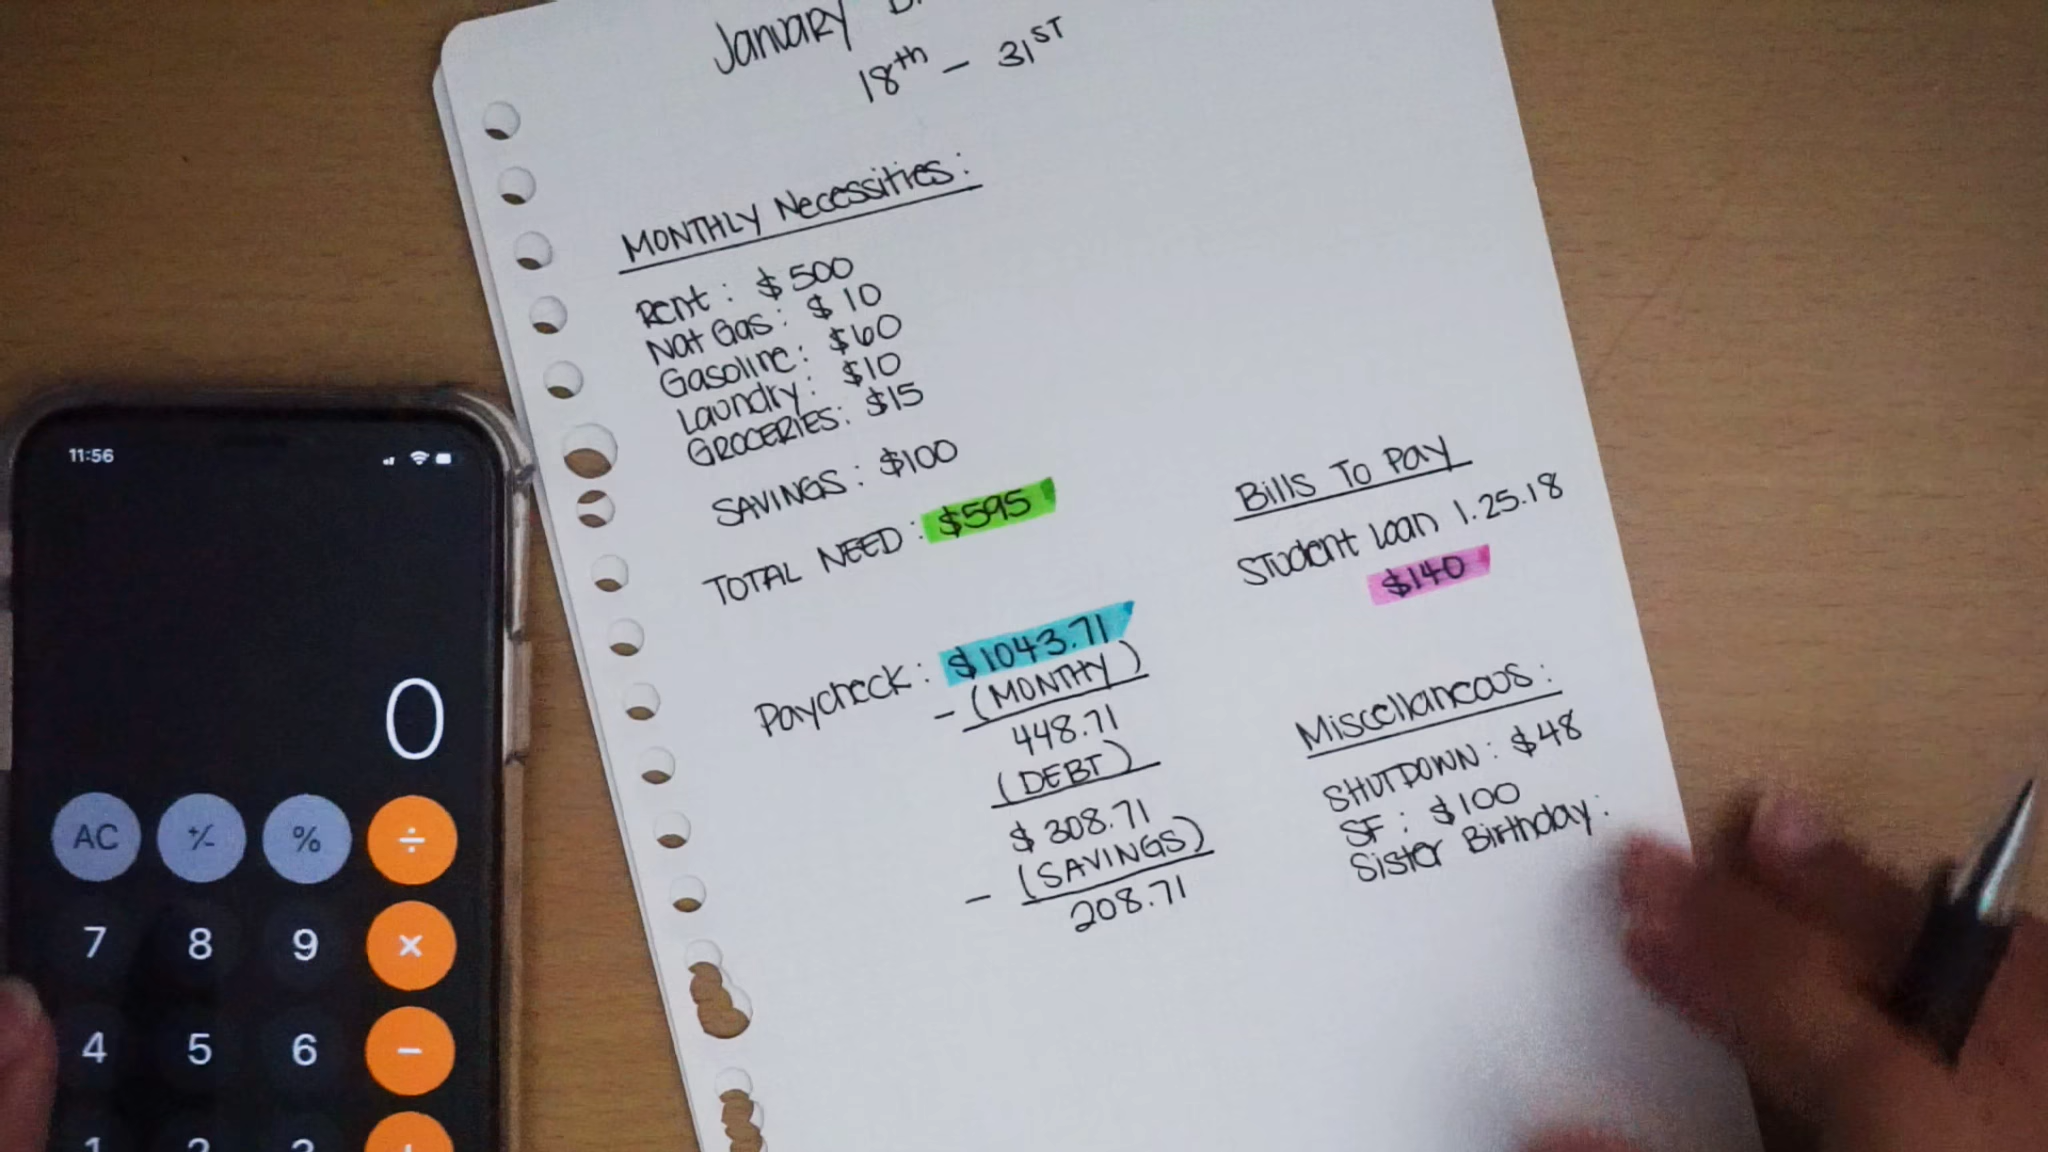 January
18th - 31ST
MONTHLY Necessities:
Rent: $500
Nat Gas: $10
Gasoline: $60
Laundry: $10
GROCERIES: $15
SAVINGS: $100
TOTAL NEED: $595
Bills To Pay
Student Loan 1.25.18
$140
Paycheck: $1043.71
- (MONTHY)
448.71
(DEBT)
$308.71
- (SAVINGS)
208.71
Miscellaneous:
SHUTDOWN: $48
SF: $100
Sister Birthday:
11:56
0
AC +/- % ÷
7 8 9 ×
4 5 6 −